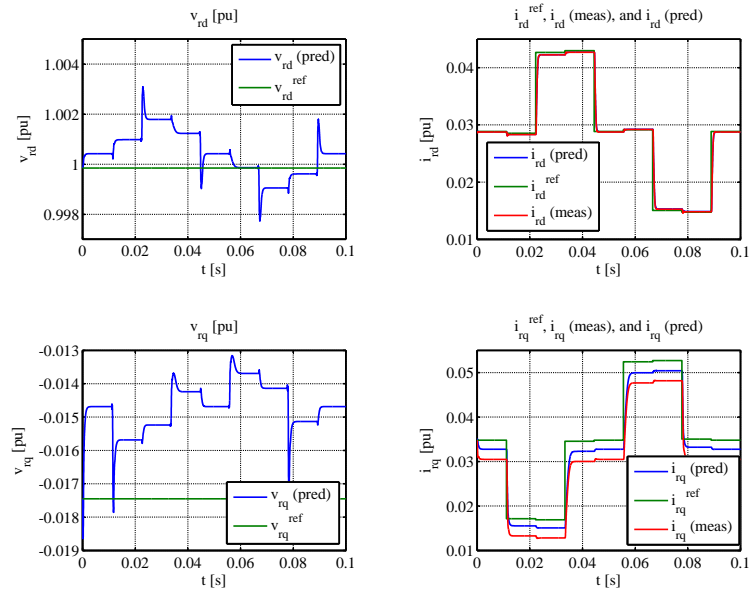 v_rd [pu]
1.004
1.002
1
0.998
v_rd [pu]
v_rd (pred)
v_rd^ref
0 0.02 0.04 0.06 0.08 0.1
t [s]
i_rd^ref, i_rd (meas), and i_rd (pred)
0.04
0.03
0.02
0.01
i_rd [pu]
i_rd (pred)
i_rd^ref
i_rd (meas)
0 0.02 0.04 0.06 0.08 0.1
t [s]
v_rq [pu]
-0.013
-0.014
-0.015
-0.016
-0.017
-0.018
-0.019
v_rq [pu]
v_rq (pred)
v_rq^ref
0 0.02 0.04 0.06 0.08 0.1
t [s]
i_rq^ref, i_rq (meas), and i_rq (pred)
0.05
0.04
0.03
0.02
0.01
i_rq [pu]
i_rq (pred)
i_rq^ref
i_rq (meas)
0 0.02 0.04 0.06 0.08 0.1
t [s]